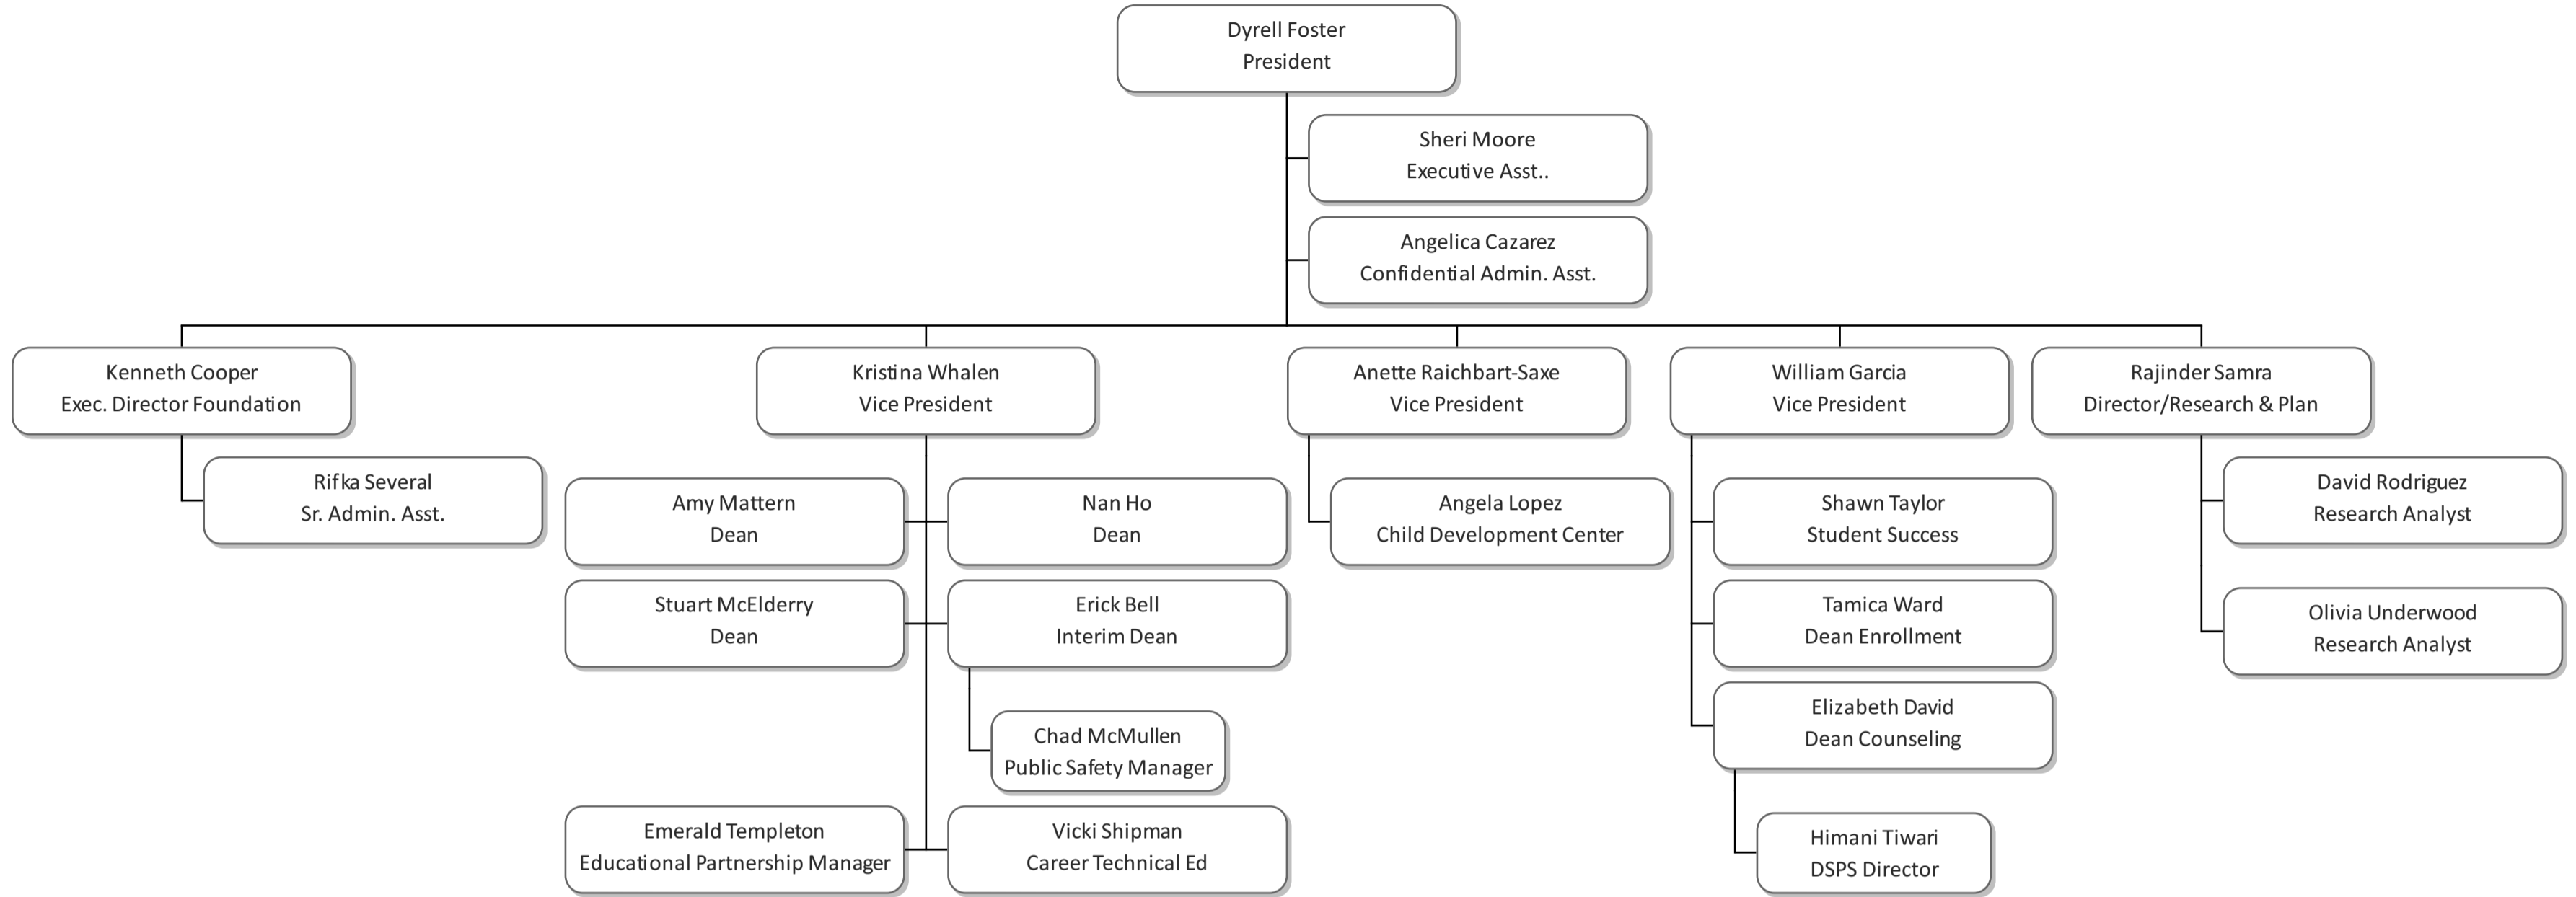 Dyrell Foster
President
Sheri Moore
Executive Asst..
Angelica Cazarez
Confidential Admin. Asst.
Kenneth Cooper
Exec. Director Foundation
Rifka Several
Sr. Admin. Asst.
Kristina Whalen
Vice President
Amy Mattern
Dean
Nan Ho
Dean
Stuart McElderry
Dean
Erick Bell
Interim Dean
Chad McMullen
Public Safety Manager
Emerald Templeton
Educational Partnership Manager
Vicki Shipman
Career Technical Ed
Anette Raichbart-Saxe
Vice President
Angela Lopez
Child Development Center
William Garcia
Vice President
Shawn Taylor
Student Success
Tamica Ward
Dean Enrollment
Elizabeth David
Dean Counseling
Himani Tiwari
DSPS Director
Rajinder Samra
Director/Research & Plan
David Rodriguez
Research Analyst
Olivia Underwood
Research Analyst